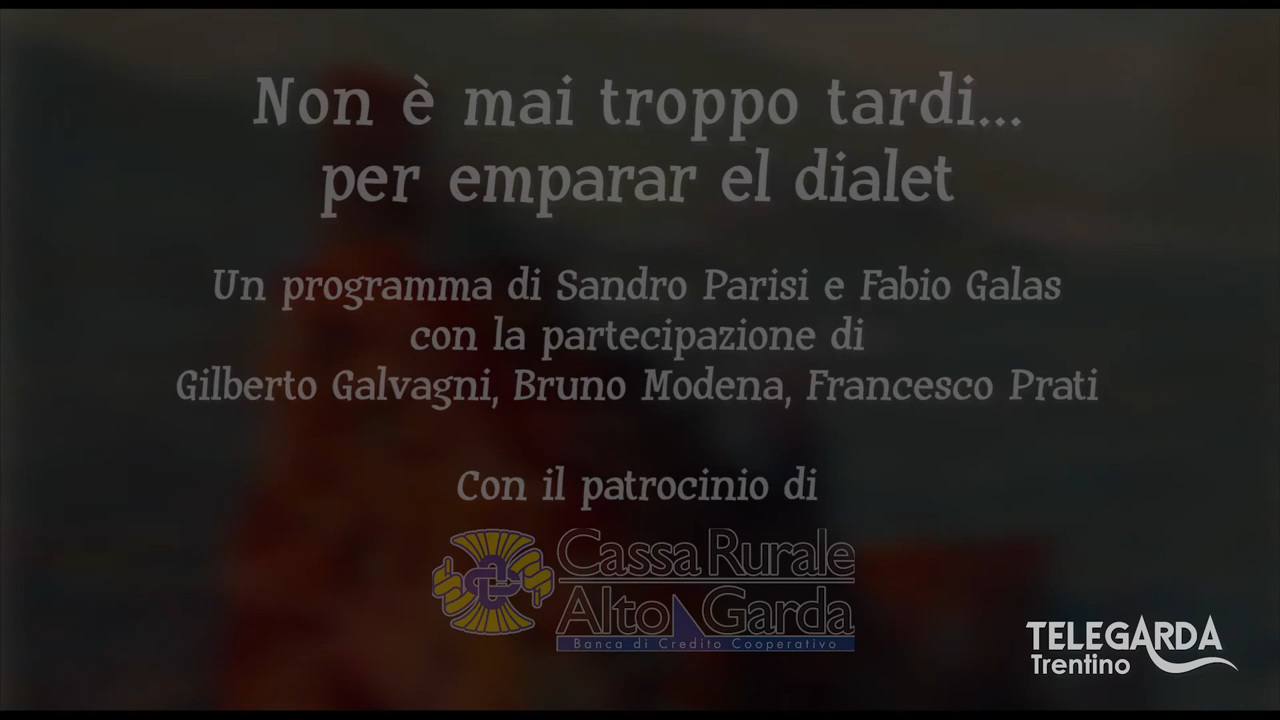 Non è mai troppo tardi...
per emparar el dialet
Un programma di Sandro Parisi e Fabio Galas
con la partecipazione di
Gilberto Galvagni, Bruno Modena, Francesco Prati
Con il patrocinio di
Cassa Rurale
Alto Garda
Banca di Credito Cooperativo
TELEGARDA
Trentino